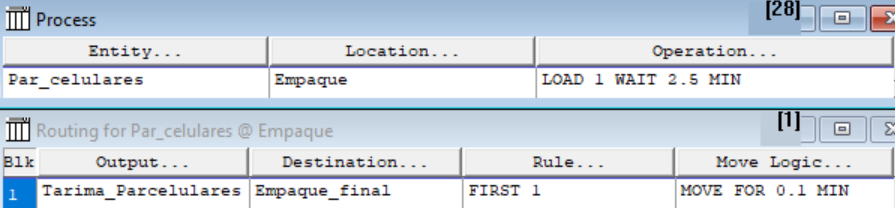 Process [28]
Entity... Location... Operation...
Par_celulares Empaque LOAD 1 WAIT 2.5 MIN
Routing for Par_celulares @ Empaque [1]
Blk Output... Destination... Rule... Move Logic...
1 Tarima_Parcelulares Empaque_final FIRST 1 MOVE FOR 0.1 MIN